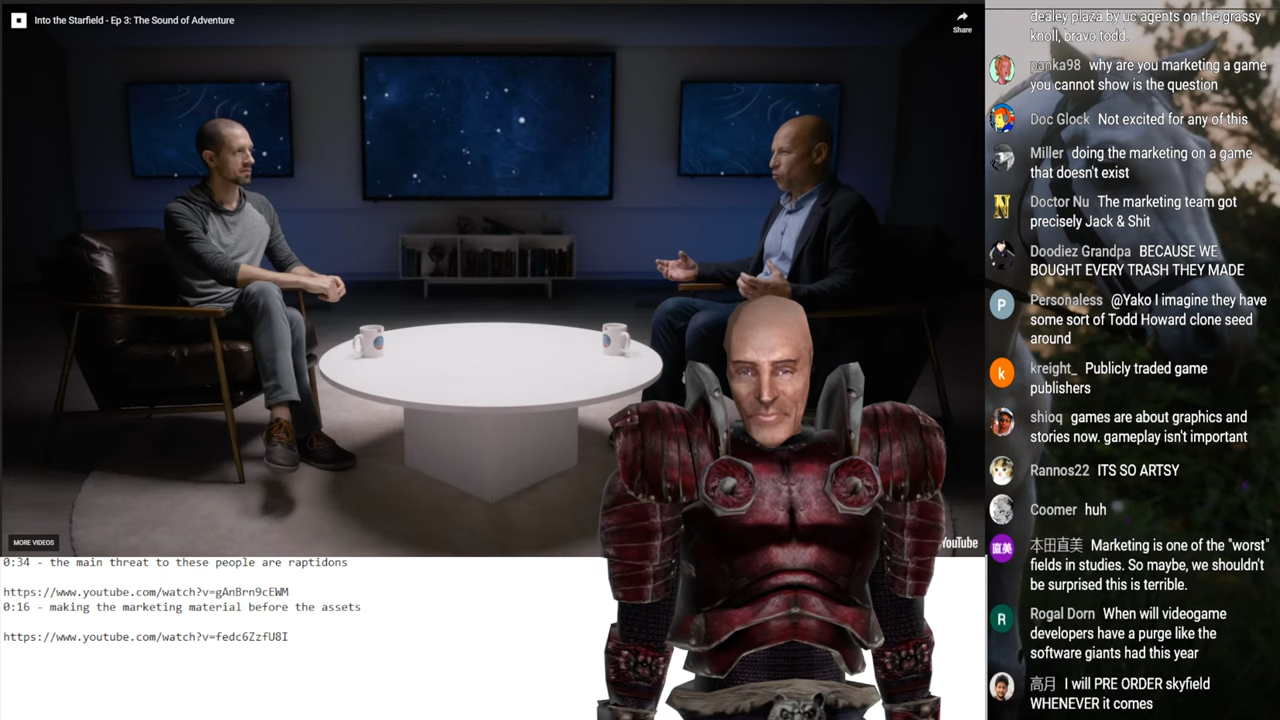 Into the Starfield - Ep 3: The Sound of Adventure
Share
MORE VIDEOS
YouTube
0:34 - the main threat to these people are raptidons
https://www.youtube.com/watch?v=gAnBrn9cEWM
0:16 - making the marketing material before the assets
https://www.youtube.com/watch?v=fedc6ZzfU8I
dealey plaza by uc agents on the grassy
knoll, bravo todd.
panka98 why are you marketing a game
you cannot show is the question
Doc Glock Not excited for any of this
Miller doing the marketing on a game
that doesn't exist
N
Doctor Nu The marketing team got
precisely Jack & Shit
Doodiez Grandpa BECAUSE WE
BOUGHT EVERY TRASH THEY MADE
P
Personaless @Yako I imagine they have
some sort of Todd Howard clone seed
around
k
kreight_ Publicly traded game
publishers
shioq games are about graphics and
stories now. gameplay isn't important
Rannos22 ITS SO ARTSY
Coomer huh
直美
本田直美 Marketing is one of the "worst"
fields in studies. So maybe, we shouldn't
be surprised this is terrible.
R
Rogal Dorn When will videogame
developers have a purge like the
software giants had this year
高月 I will PRE ORDER skyfield
WHENEVER it comes